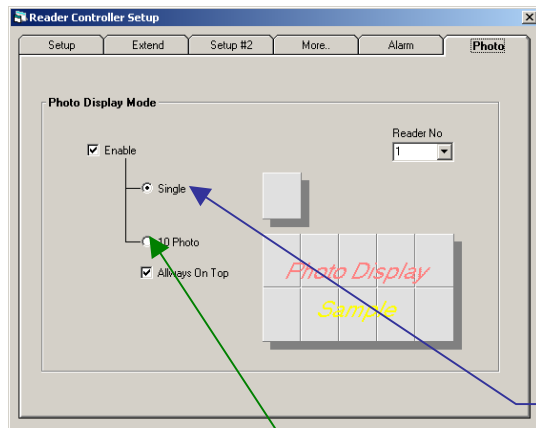 Reader Controller Setup
Setup Extend Setup #2 More.. Alarm Photo
Photo Display Mode
Reader No
Enable
1
Single
10 Photo
Allways On Top
Photo Display
Sample